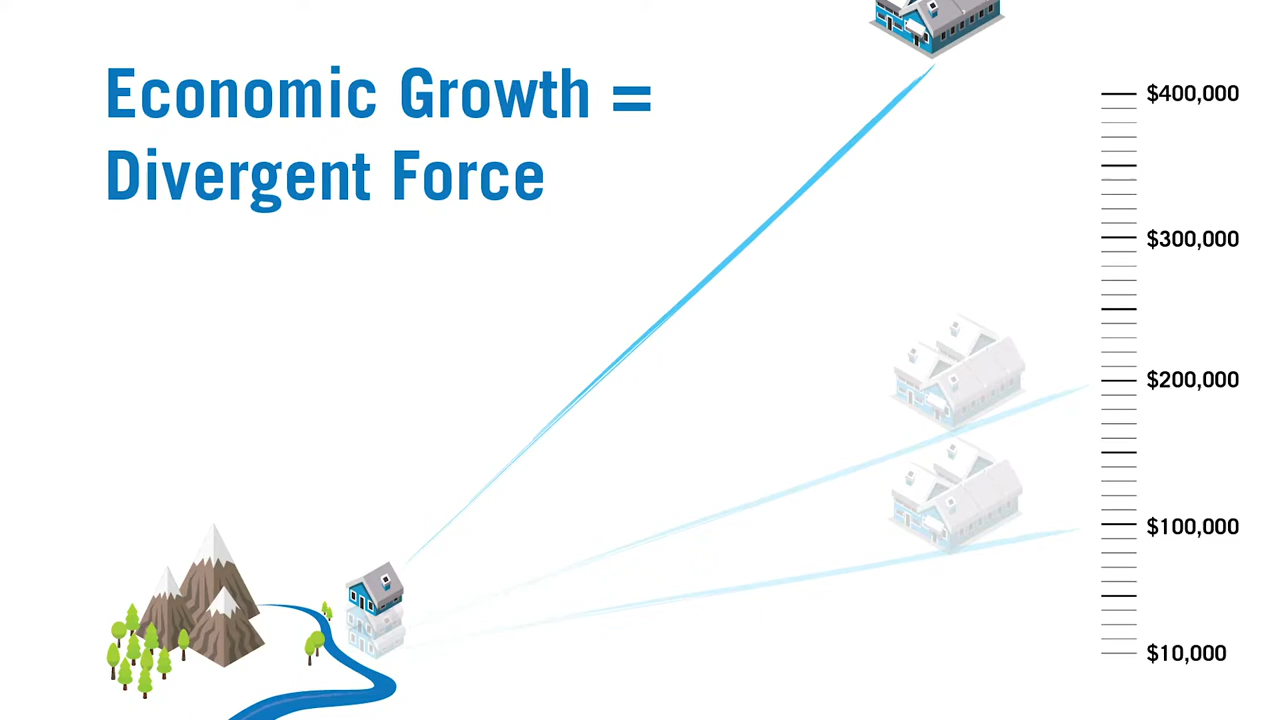 Economic Growth =
Divergent Force
$400,000
$300,000
$200,000
$100,000
$10,000